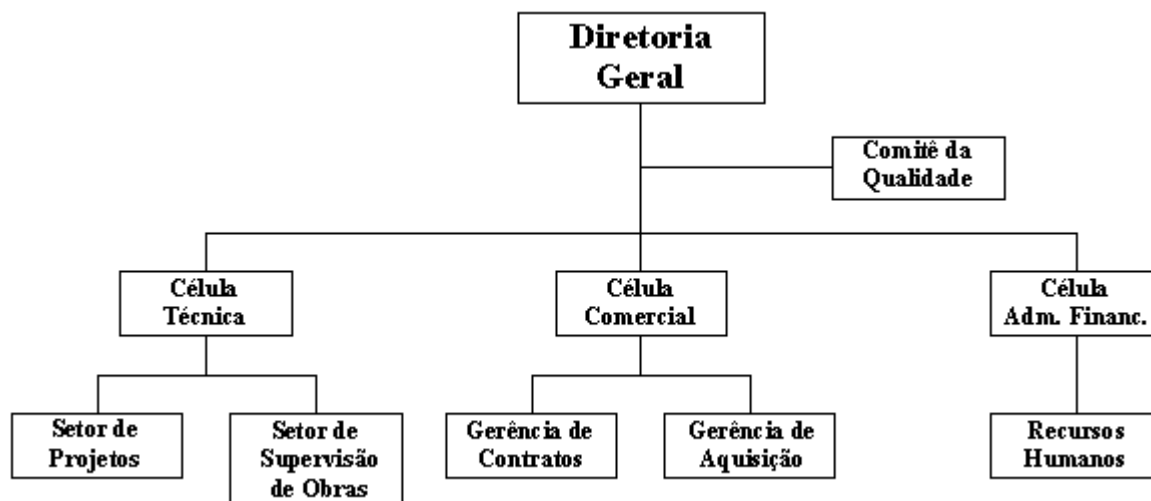 Diretoria
Geral
Comitê da
Qualidade
Célula
Técnica
Célula
Comercial
Célula
Adm. Financ.
Setor de
Projetos
Setor de
Supervisão
de Obras
Gerência de
Contratos
Gerência de
Aquisição
Recursos
Humanos